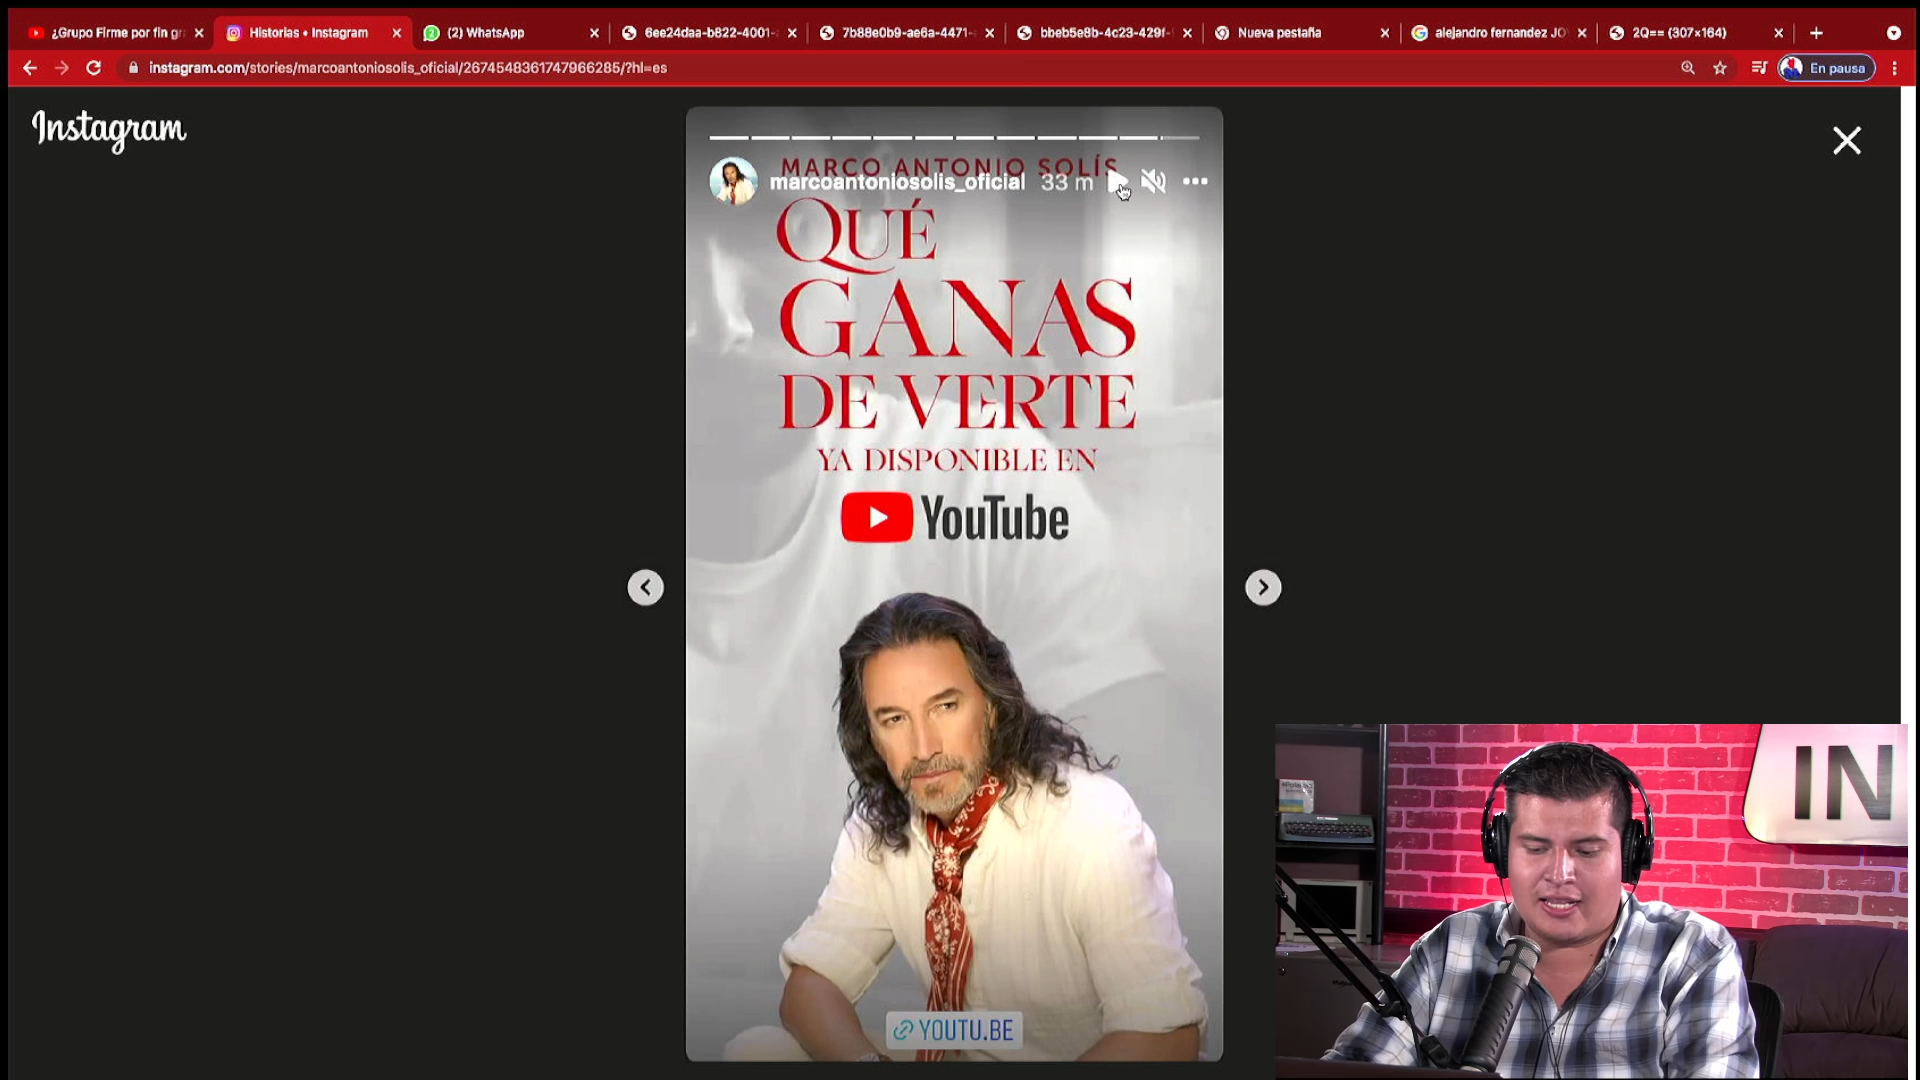 ¿Grupo Firme por fin gr
Historias • Instagram
(2) WhatsApp
6ee24daa-b822-4001-
7b88e0b9-ae6a-4471-
bbeb5e8b-4c23-429f-
Nueva pestaña
alejandro fernandez JO
2Q== (307×164)
instagram.com/stories/marcoantoniosolis_oficial/2674548361747966285/?hl=es
En pausa
Instagram
MARCO ANTONIO SOLÍS
marcoantoniosolis_oficial 33 m
QUÉ
GANAS
DE VERTE
YA DISPONIBLE EN
YouTube
YOUTU.BE
IN